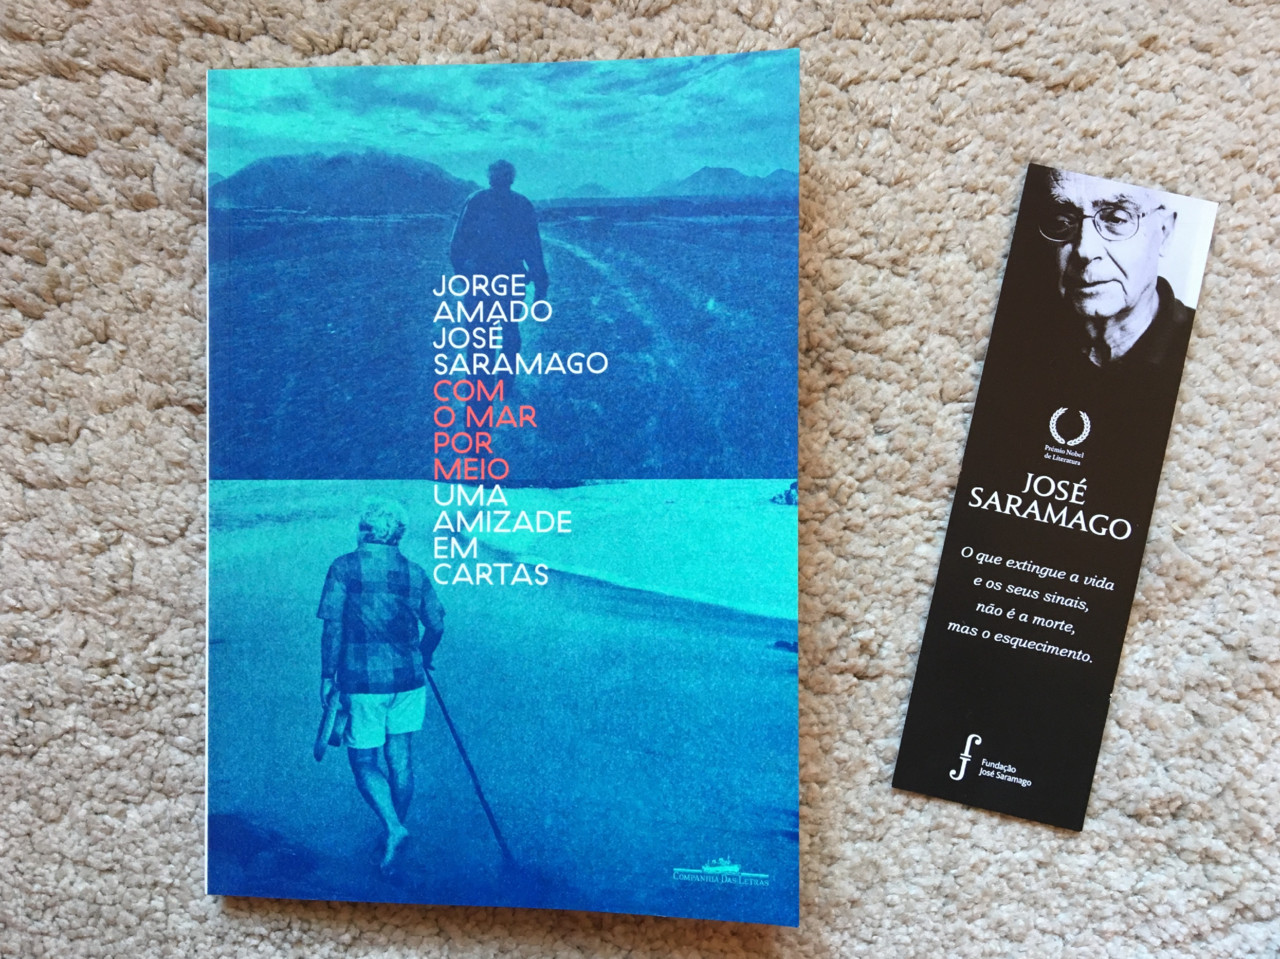 JORGE
AMADO
JOSÉ
SARAMAGO
COM
O MAR
POR
MEIO
UMA
AMIZADE
EM
CARTAS
COMPANHIA DAS LETRAS
Prémio Nobel
de Literatura
JOSÉ
SARAMAGO
O que extingue a vida
e os seus sinais,
não é a morte,
mas o esquecimento.
Fundação
José Saramago